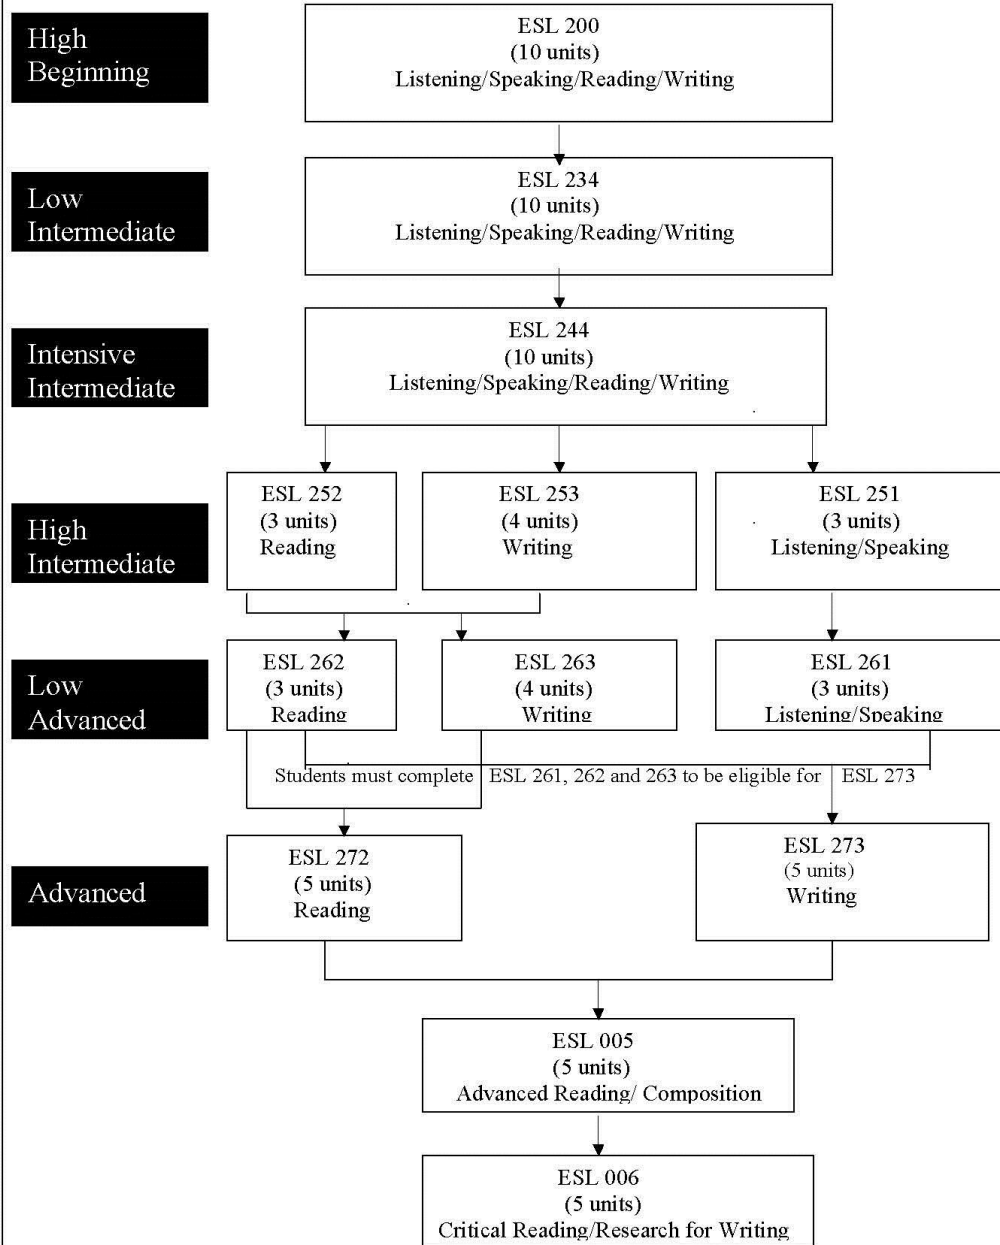 High
Beginning
ESL 200
(10 units)
Listening/Speaking/Reading/Writing
Low
Intermediate
ESL 234
(10 units)
Listening/Speaking/Reading/Writing
Intensive
Intermediate
ESL 244
(10 units)
Listening/Speaking/Reading/Writing
High
Intermediate
ESL 252
(3 units)
Reading
ESL 253
(4 units)
Writing
ESL 251
(3 units)
Listening/Speaking
Low
Advanced
ESL 262
(3 units)
Reading
ESL 263
(4 units)
Writing
ESL 261
(3 units)
Listening/Speaking
Students must complete ESL 261, 262 and 263 to be eligible for ESL 273
Advanced
ESL 272
(5 units)
Reading
ESL 273
(5 units)
Writing
ESL 005
(5 units)
Advanced Reading/ Composition
ESL 006
(5 units)
Critical Reading/Research for Writing